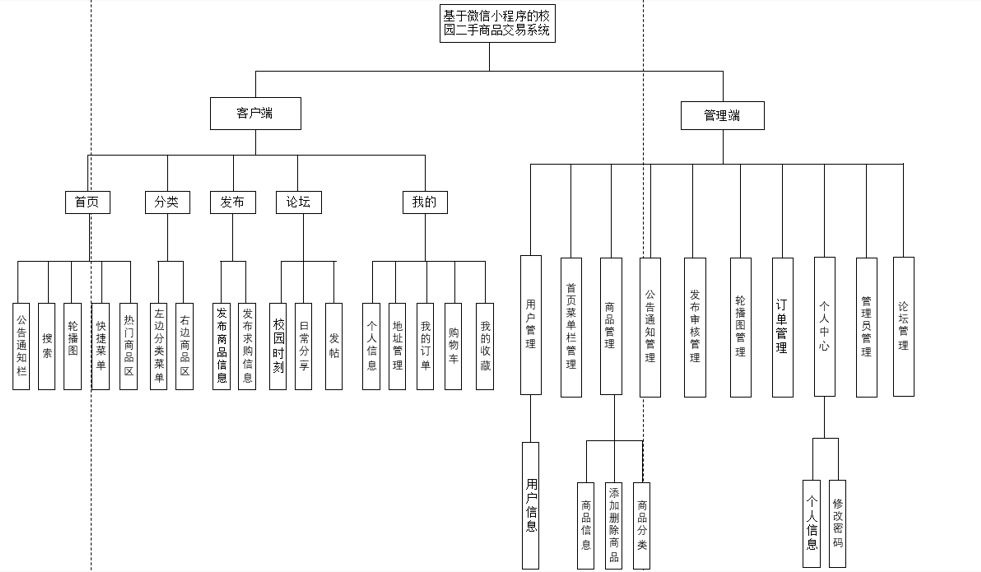 基于微信小程序的校
园二手商品交易系统
客户端
管理端
首页
分类
发布
论坛
我的
公告通知栏
搜索
轮播图
快捷菜单
热门商品区
左边分类菜单
右边商品区
发布商品信息
发布求购信息
校园时刻
日常分享
发帖
个人信息
地址管理
我的订单
购物车
我的收藏
用户管理
首页菜单栏管理
商品管理
公告通知管理
发布审核管理
轮播图管理
订单管理
个人中心
管理员管理
论坛管理
用户信息
商品信息
添加删除商品
商品分类
个人信息
修改密码